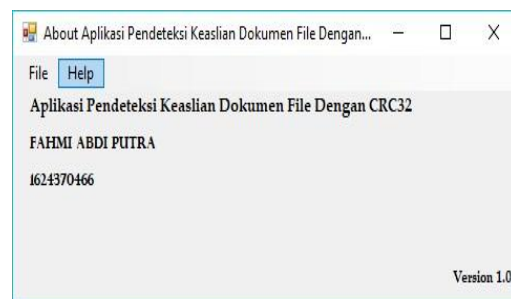 About Aplikasi Pendeteksi Keaslian Dokumen File Dengan...
File Help
Aplikasi Pendeteksi Keaslian Dokumen File Dengan CRC32
FAHMI ABDI PUTRA
1624370466
Version 1.0